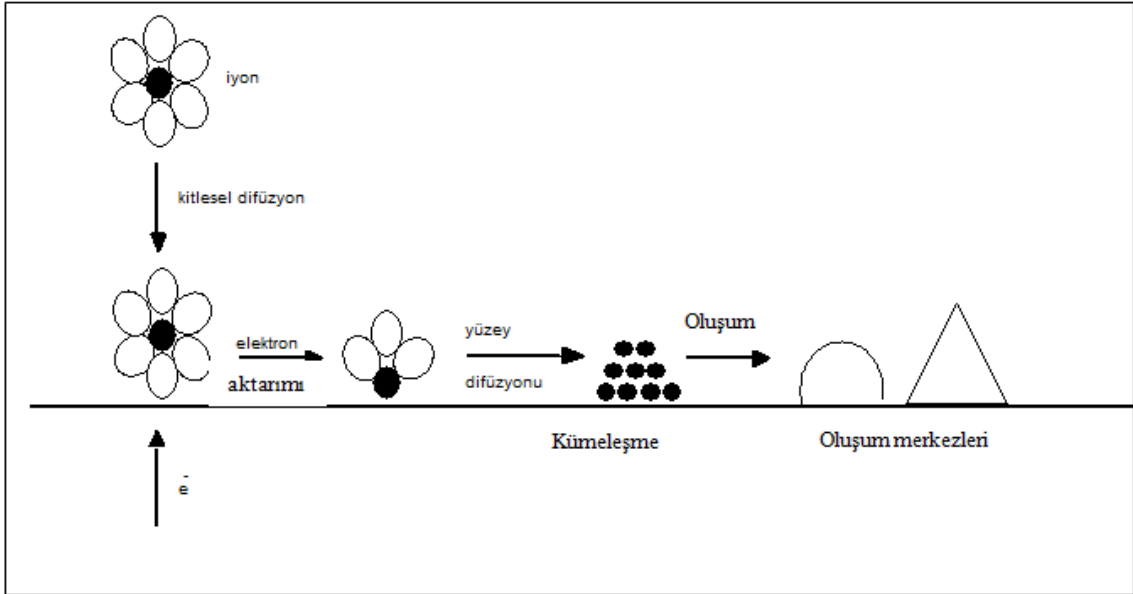 iyon
kitlesel difüzyon
elektron
aktarımı
yüzey
difüzyonu
Oluşum
Kümeleşme
Oluşum merkezleri
e⁻